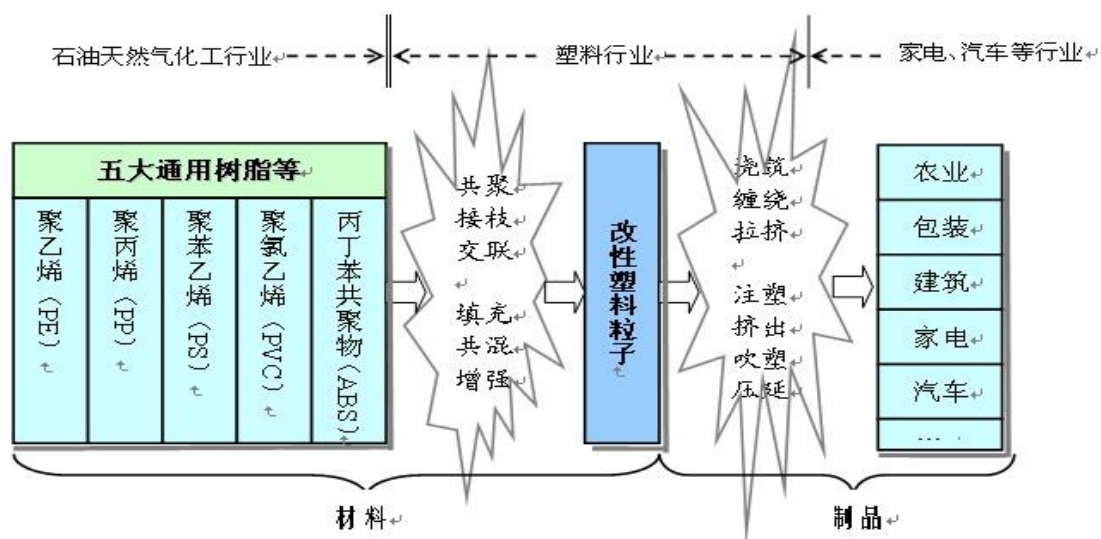 石油天然气化工行业
塑料行业
家电、汽车等行业
五大通用树脂等
聚乙烯（PE）
聚丙烯（PP）
聚苯乙烯（PS）
聚氯乙烯（PVC）
丙丁苯共聚物（ABS）
共聚
接枝
交联
填充
共混
增强
改性塑料粒子
浇筑
缠绕
拉挤
注塑
挤出
吹塑
压延
农业
包装
建筑
家电
汽车
... .
材料
制品